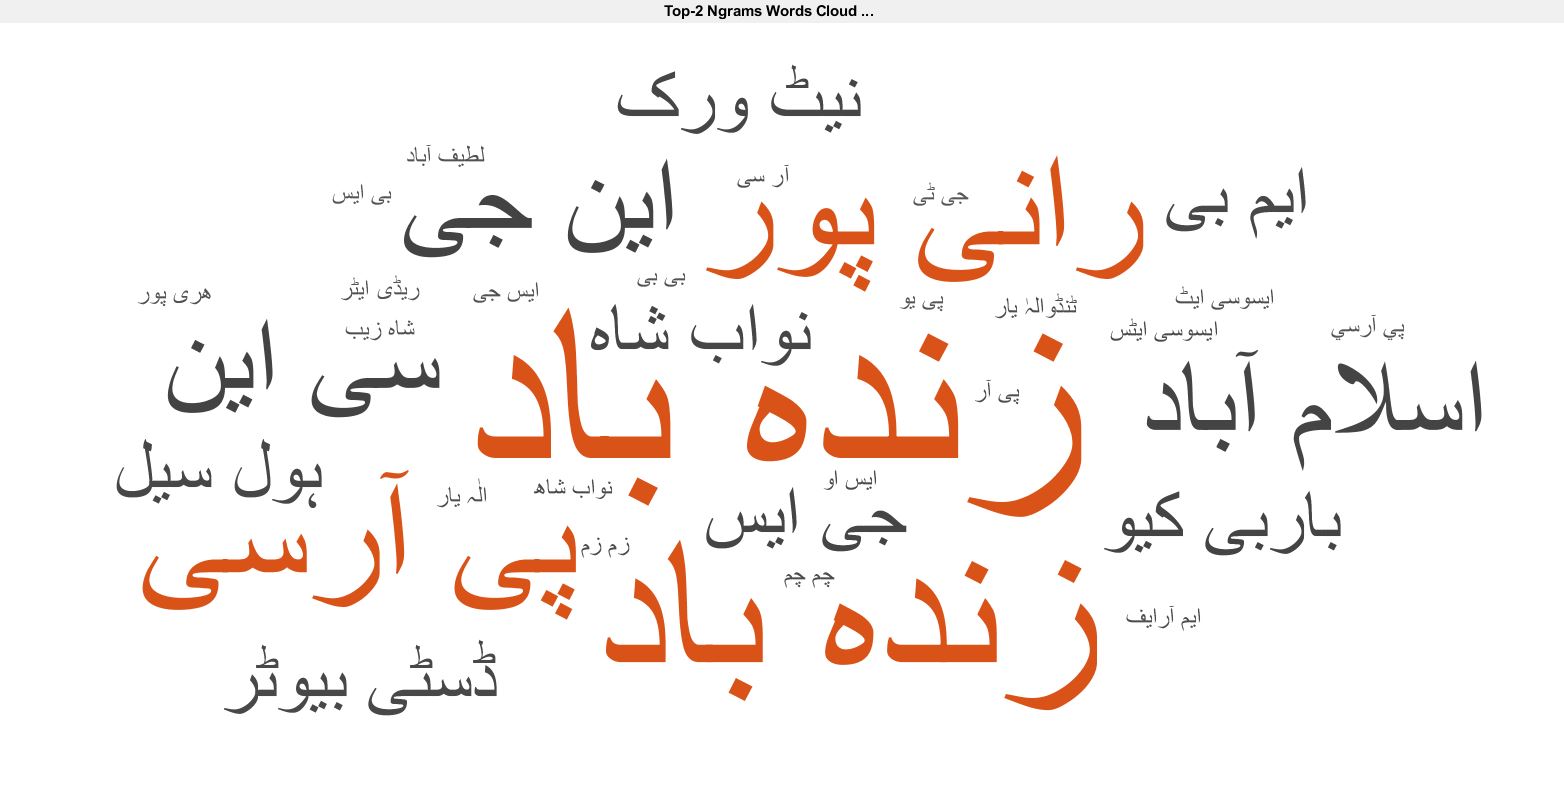 Top-2 Ngrams Words Cloud ...
نیٹ ورک
لطیف آباد
بی ایس
این جی
آر سی
رانی پور
جی ٹی
ایم بی
ھری پور
ریڈی ایٹر
شاہ زیب
ایس جی
بی بی
نواب شاہ
پی یو
ٹنڈوالہٰ یار
ایسوسی ایٹ
ایسوسی ایٹس
پي آرسي
سی این
زندہ باد
پی آر
اسلام آباد
ہول سیل
الٰہ یار
نواب شاھ
ایس او
جی ایس
باربی کیو
پی آرسی
زم زم
چم چم
زندہ باد
ایم آرایف
ڈسٹی بیوٹر